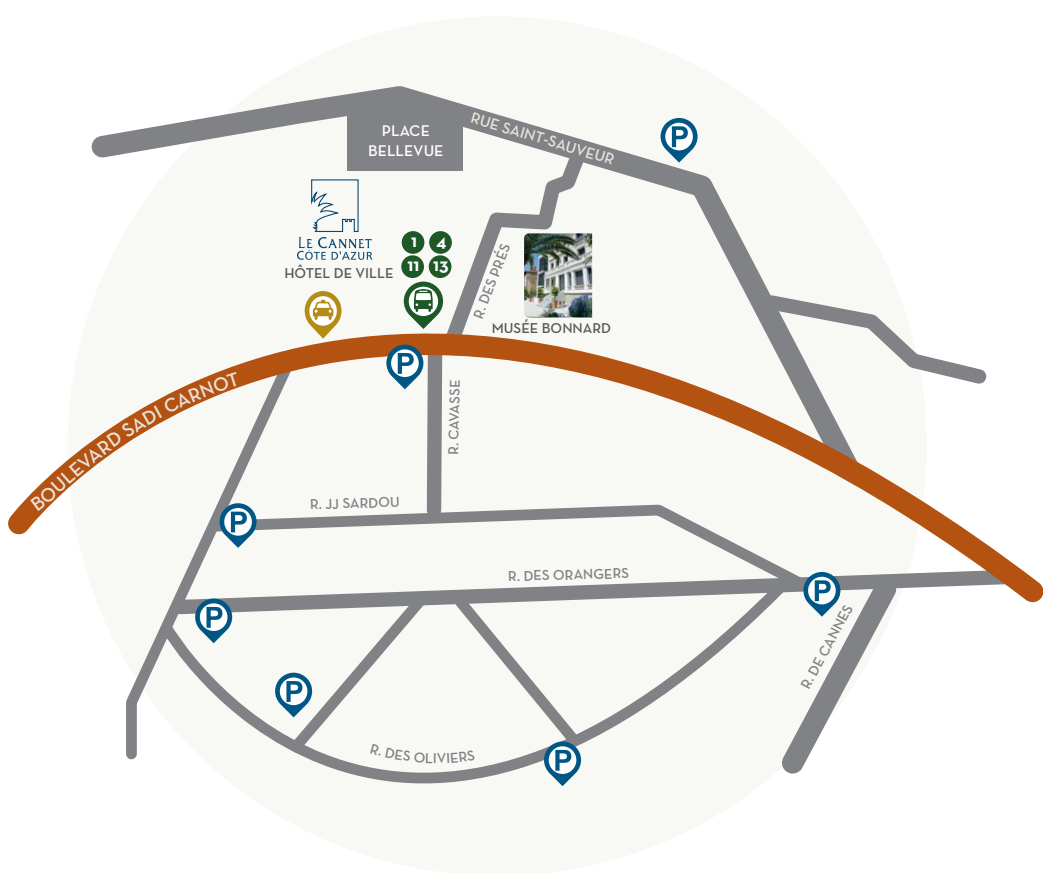 RUE SAINT-SAUVEUR
PLACE
BELLEVUE
P
LE CANNET
CÔTE D'AZUR
HÔTEL DE VILLE
1 4
11 13
R. DES PRÉS
MUSÉE BONNARD
P
BOULEVARD SADI CARNOT
R. CAVASSE
R. JJ SARDOU
P
R. DES ORANGERS
P
P
R. DE CANNES
P
R. DES OLIVIERS
P